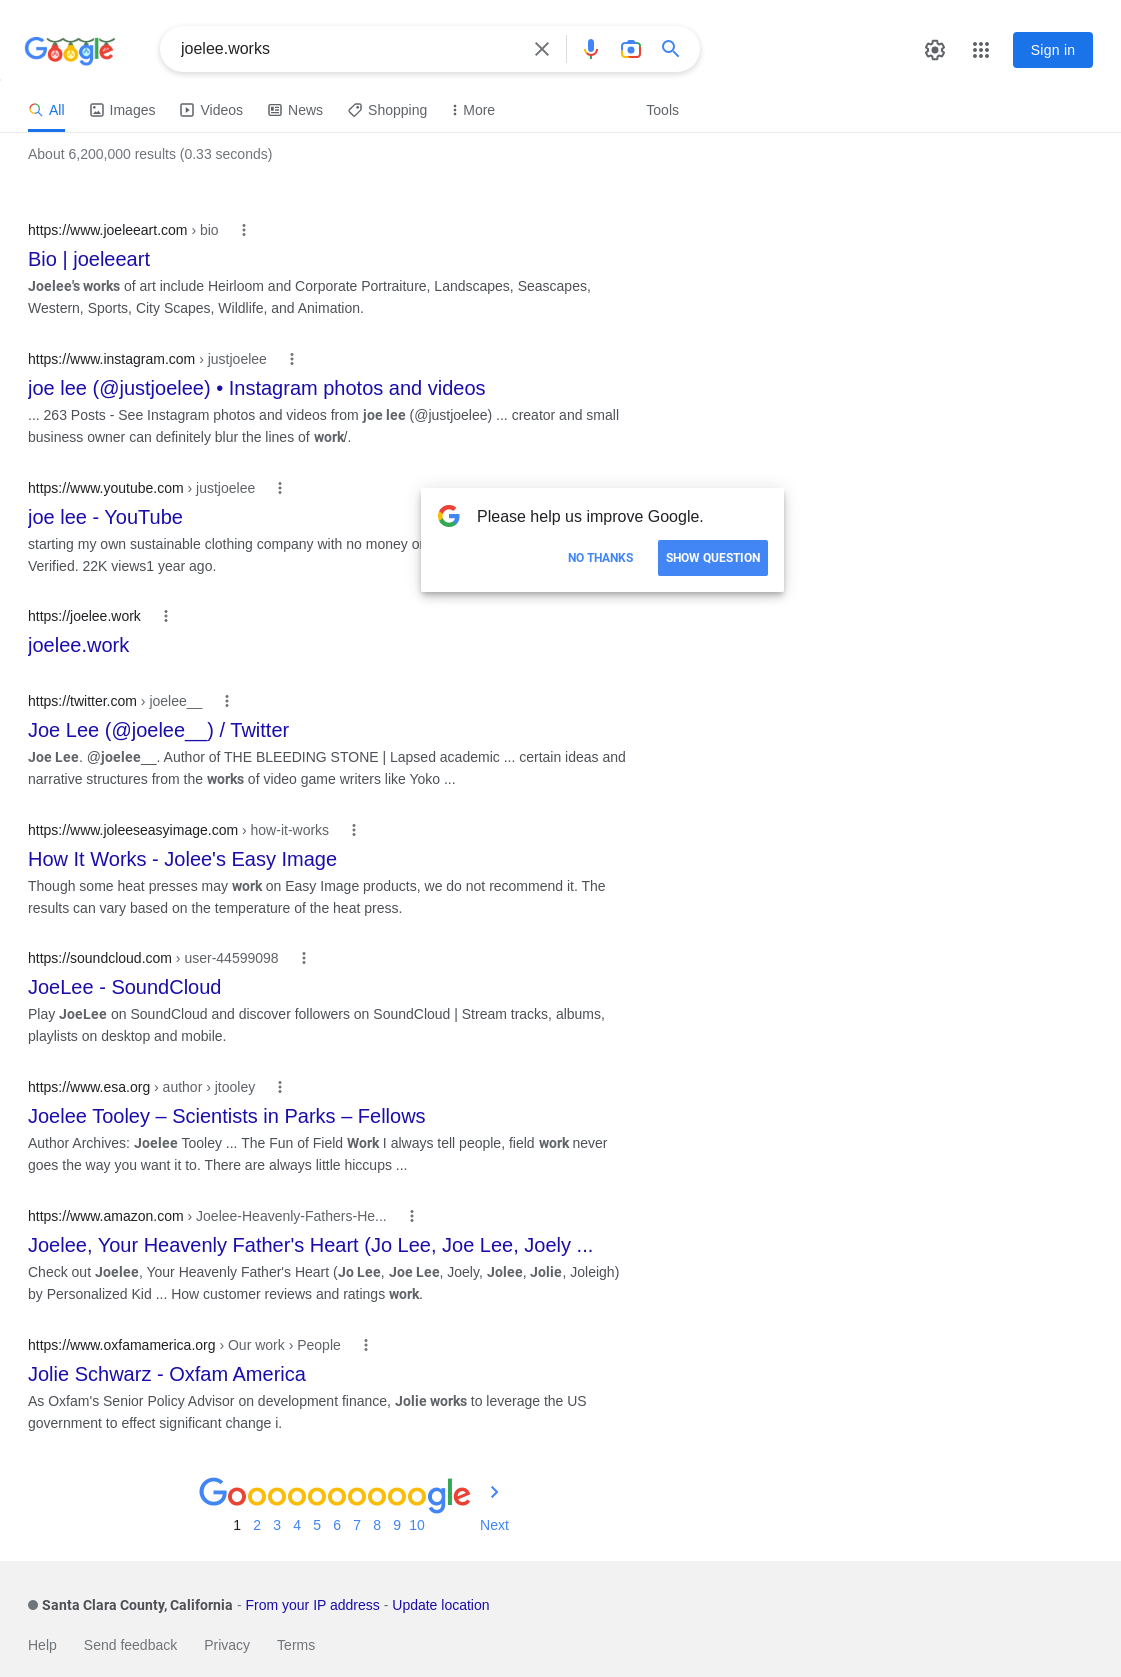 Google
joelee.works
Sign in
All Images Videos News Shopping More Tools
About 6,200,000 results (0.33 seconds)
https://www.joeleeart.com › bio
Bio | joeleeart
Joelee's works of art include Heirloom and Corporate Portraiture, Landscapes, Seascapes,
Western, Sports, City Scapes, Wildlife, and Animation.
https://www.instagram.com › justjoelee
joe lee (@justjoelee) • Instagram photos and videos
... 263 Posts - See Instagram photos and videos from joe lee (@justjoelee) ... creator and small
business owner can definitely blur the lines of work/.
https://www.youtube.com › justjoelee
joe lee - YouTube
starting my own sustainable clothing company with no money
Verified. 22K views1 year ago.
Please help us improve Google.
NO THANKS SHOW QUESTION
https://joelee.work
joelee.work
https://twitter.com › joelee__
Joe Lee (@joelee__) / Twitter
Joe Lee. @joelee__. Author of THE BLEEDING STONE | Lapsed academic ... certain ideas and
narrative structures from the works of video game writers like Yoko ...
https://www.joleeseasyimage.com › how-it-works
How It Works - Jolee's Easy Image
Though some heat presses may work on Easy Image products, we do not recommend it. The
results can vary based on the temperature of the heat press.
https://soundcloud.com › user-44599098
JoeLee - SoundCloud
Play JoeLee on SoundCloud and discover followers on SoundCloud | Stream tracks, albums,
playlists on desktop and mobile.
https://www.esa.org › author › jtooley
Joelee Tooley – Scientists in Parks – Fellows
Author Archives: Joelee Tooley ... The Fun of Field Work I always tell people, field work never
goes the way you want it to. There are always little hiccups ...
https://www.amazon.com › Joelee-Heavenly-Fathers-He...
Joelee, Your Heavenly Father's Heart (Jo Lee, Joe Lee, Joely ...
Check out Joelee, Your Heavenly Father's Heart (Jo Lee, Joe Lee, Joely, Jolee, Jolie, Joleigh)
by Personalized Kid ... How customer reviews and ratings work.
https://www.oxfamamerica.org › Our work › People
Jolie Schwarz - Oxfam America
As Oxfam's Senior Policy Advisor on development finance, Jolie works to leverage the US
government to effect significant change i.
Goooooooooogle
1 2 3 4 5 6 7 8 9 10 Next
Santa Clara County, California - From your IP address - Update location
Help Send feedback Privacy Terms